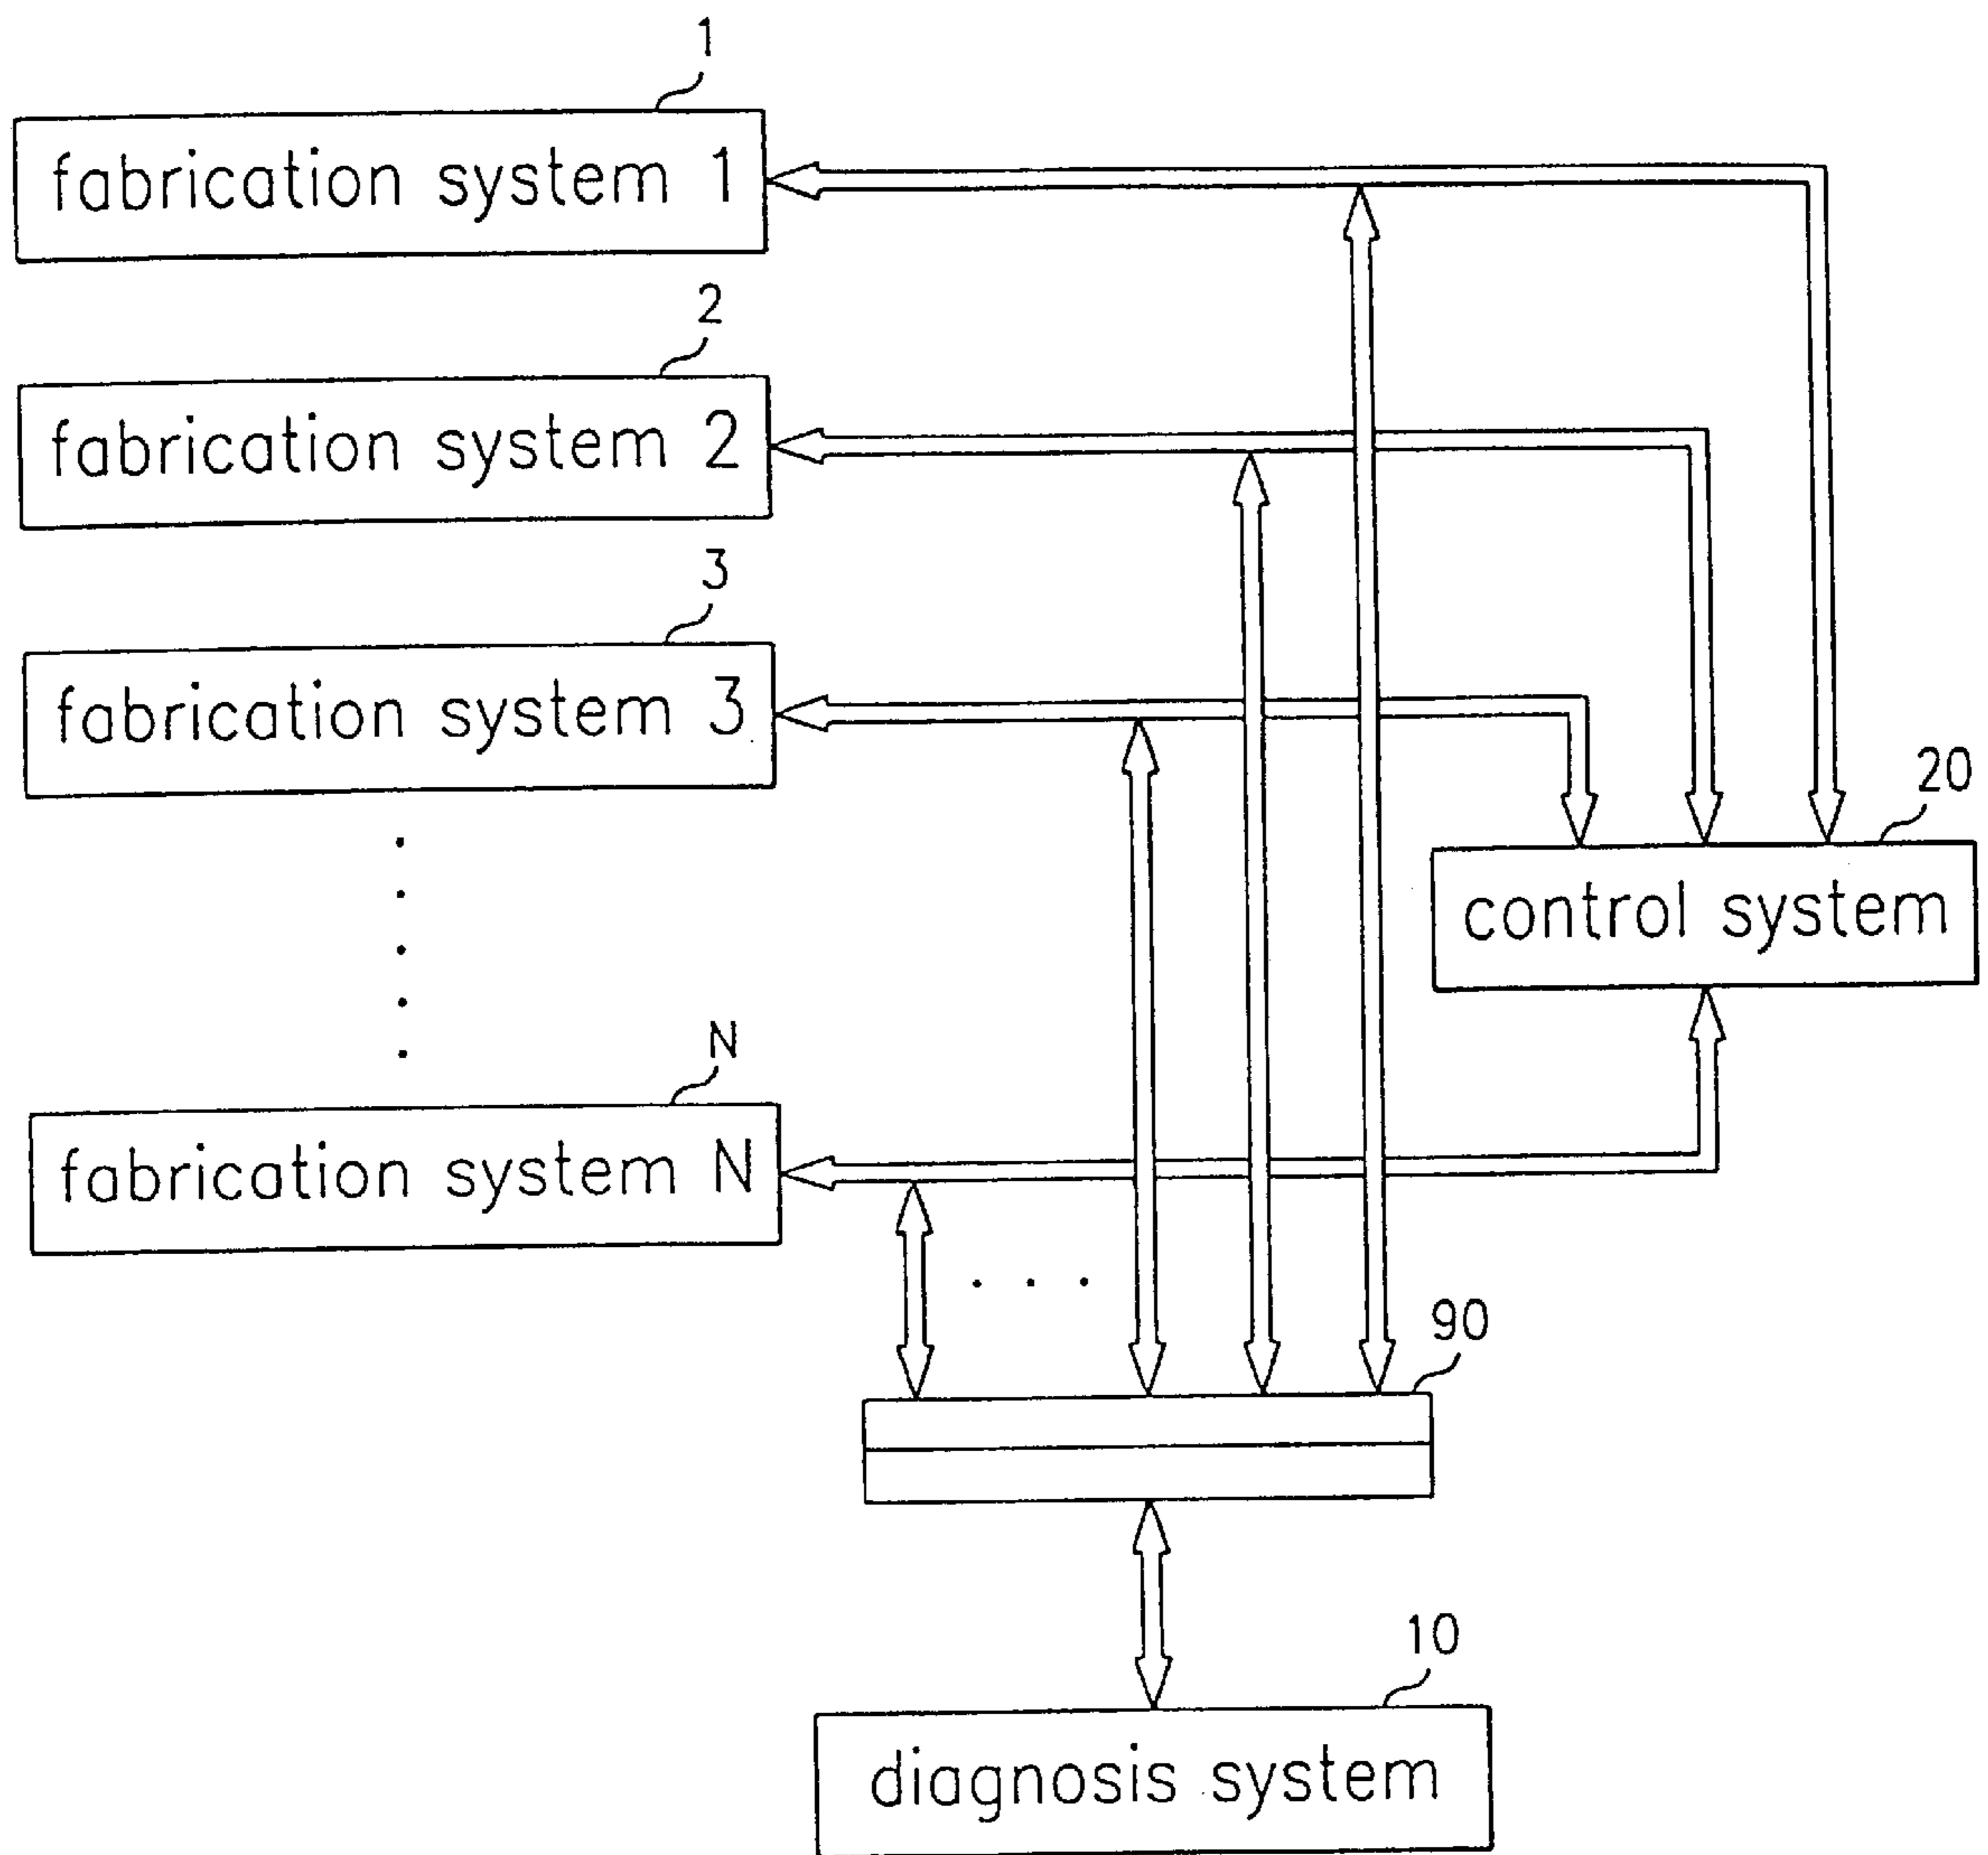 1
fabrication system 1
2
fabrication system 2
3
fabrication system 3
20
control system
N
fabrication system N
90
10
diagnosis system